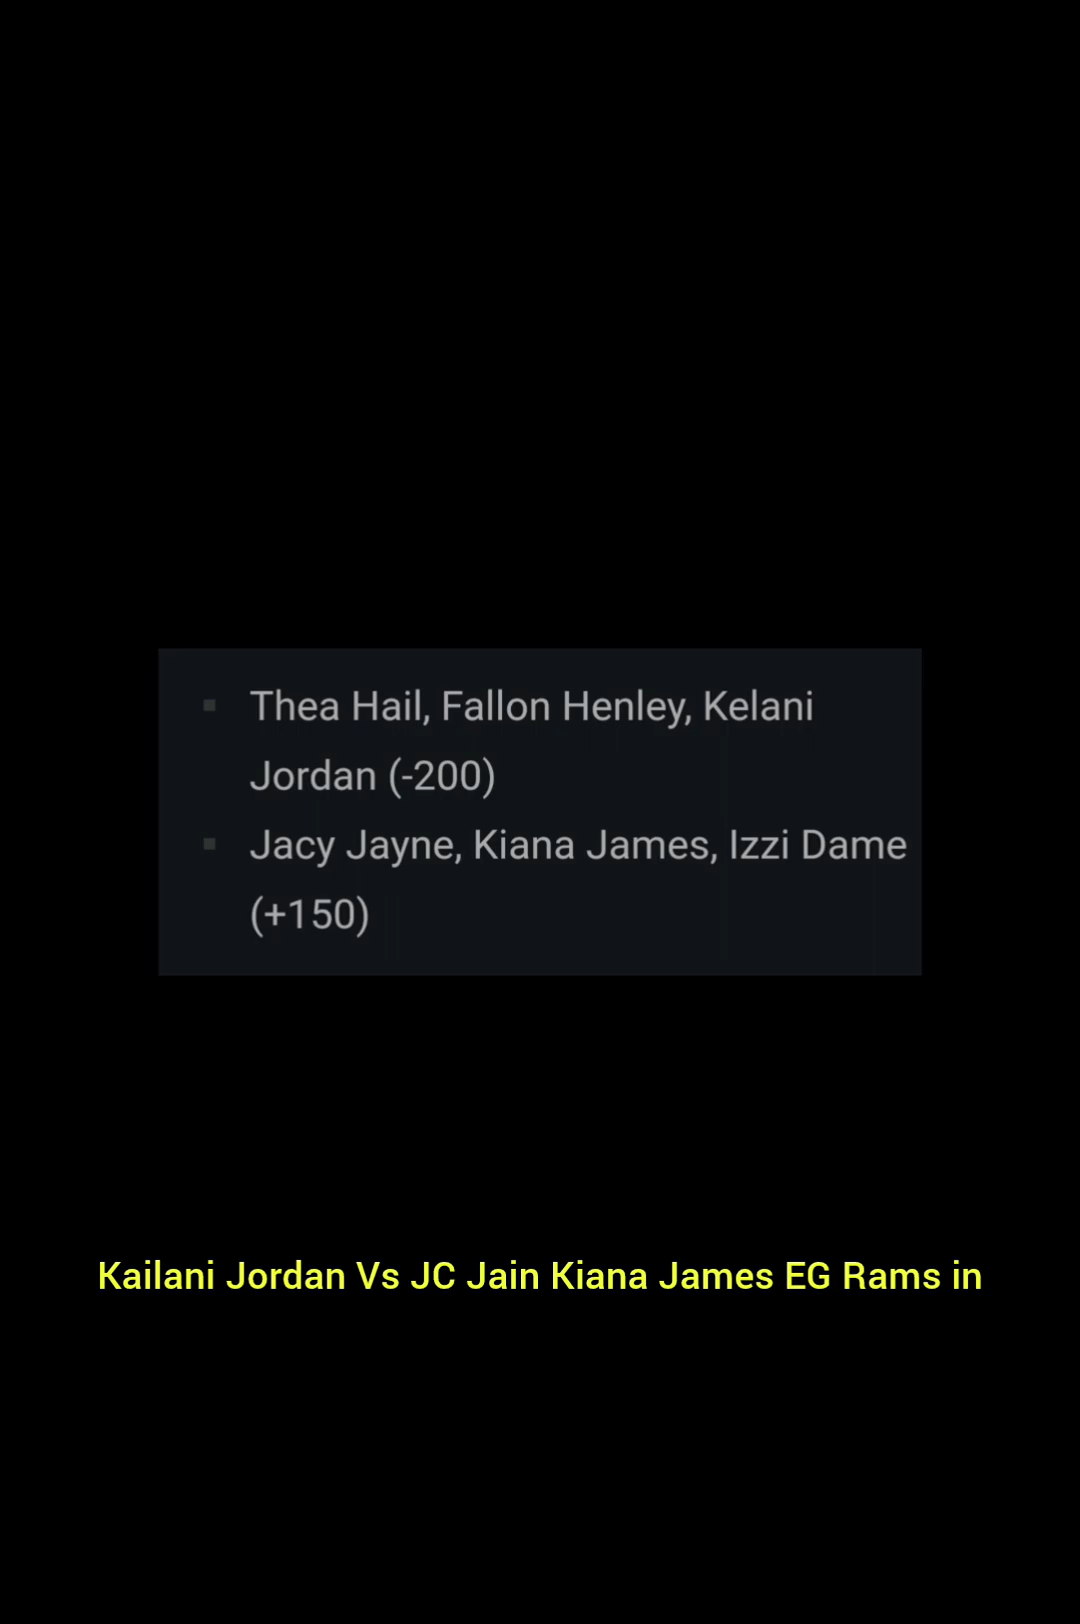 Thea Hail, Fallon Henley, Kelani
Jordan (-200)
Jacy Jayne, Kiana James, Izzi Dame
(+150)
Kailani Jordan Vs JC Jain Kiana James EG Rams in